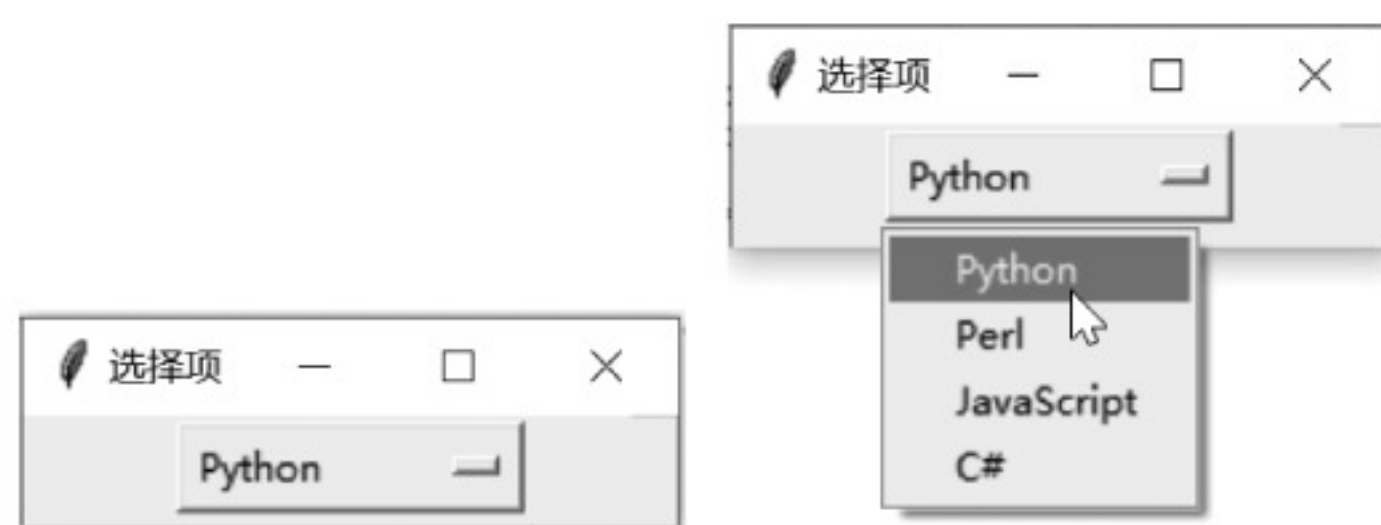 选择项
Python
选择项
Python
Python
Perl
JavaScript
C#